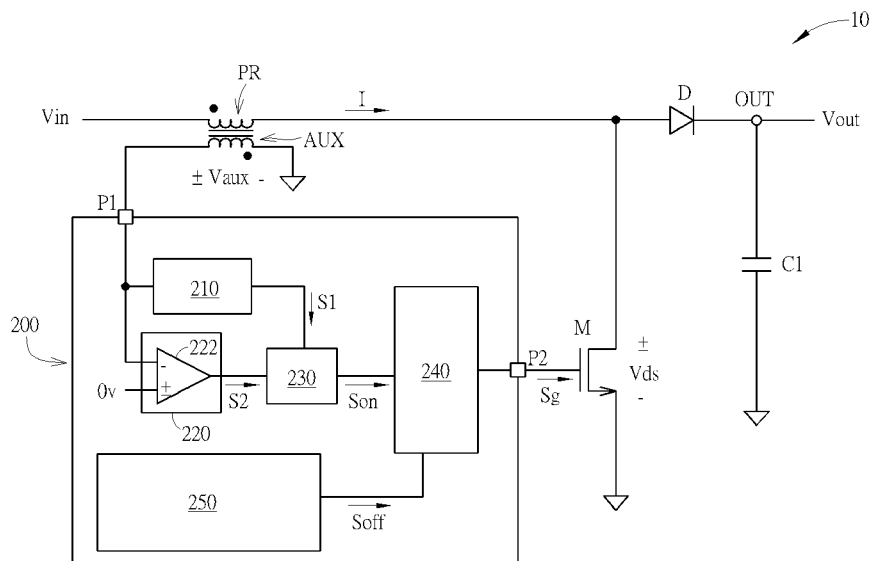 10
PR
Vin
I
D
OUT
Vout
AUX
± Vaux -
P1
210
S1
C1
200
222
-
±
0v
S2
220
230
Son
240
P2
Sg
M
±
Vds
-
250
Soff